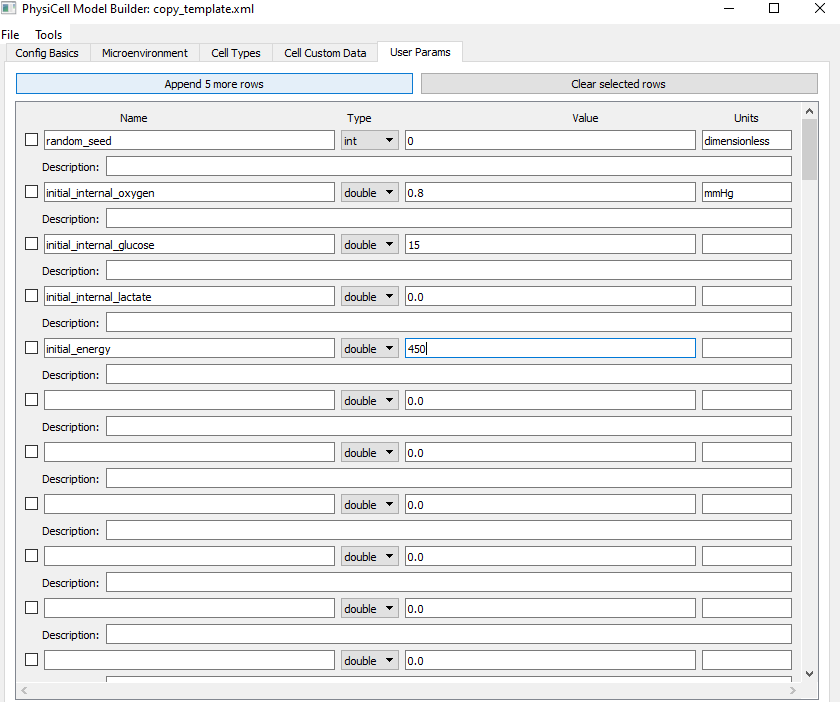 PhysiCell Model Builder: copy_template.xml
File Tools
Config Basics Microenvironment Cell Types Cell Custom Data User Params
Append 5 more rows Clear selected rows
Name Type Value Units
random_seed int 0 dimensionless
Description:
initial_internal_oxygen double 0.8 mmHg
Description:
initial_internal_glucose double 15
Description:
initial_internal_lactate double 0.0
Description:
initial_energy double 450
Description:
double 0.0
Description:
double 0.0
Description:
double 0.0
Description:
double 0.0
Description:
double 0.0
Description:
double 0.0